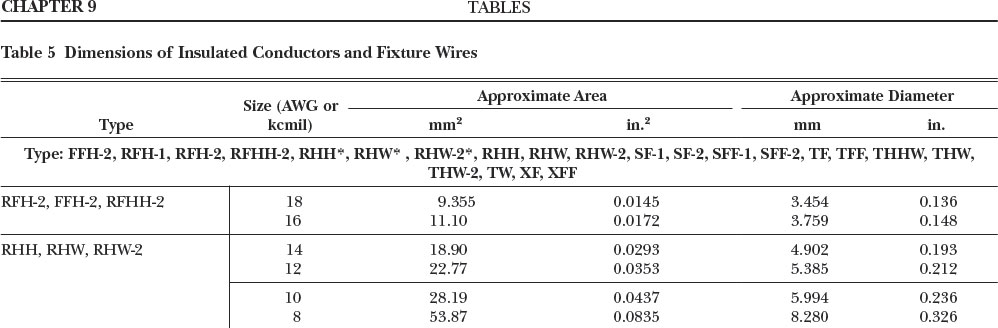 CHAPTER 9 TABLES
Table 5 Dimensions of Insulated Conductors and Fixture Wires
Approximate Area Approximate Diameter
Type Size (AWG or kcmil) mm² in.² mm in.
Type: FFH-2, RFH-1, RFH-2, RFHH-2, RHH*, RHW* , RHW-2*, RHH, RHW, RHW-2, SF-1, SF-2, SFF-1, SFF-2, TF, TFF, THHW, THW,
THW-2, TW, XF, XFF
RFH-2, FFH-2, RFHH-2 18 9.355 0.0145 3.454 0.136
16 11.10 0.0172 3.759 0.148
RHH, RHW, RHW-2 14 18.90 0.0293 4.902 0.193
12 22.77 0.0353 5.385 0.212
10 28.19 0.0437 5.994 0.236
8 53.87 0.0835 8.280 0.326